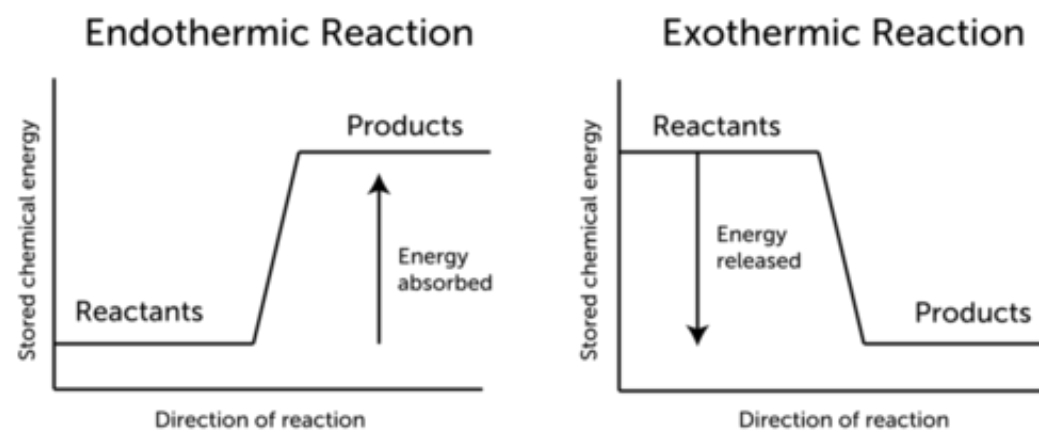 Endothermic Reaction
Stored chemical energy
Products
Energy
absorbed
Reactants
Direction of reaction
Exothermic Reaction
Stored chemical energy
Reactants
Energy
released
Products
Direction of reaction